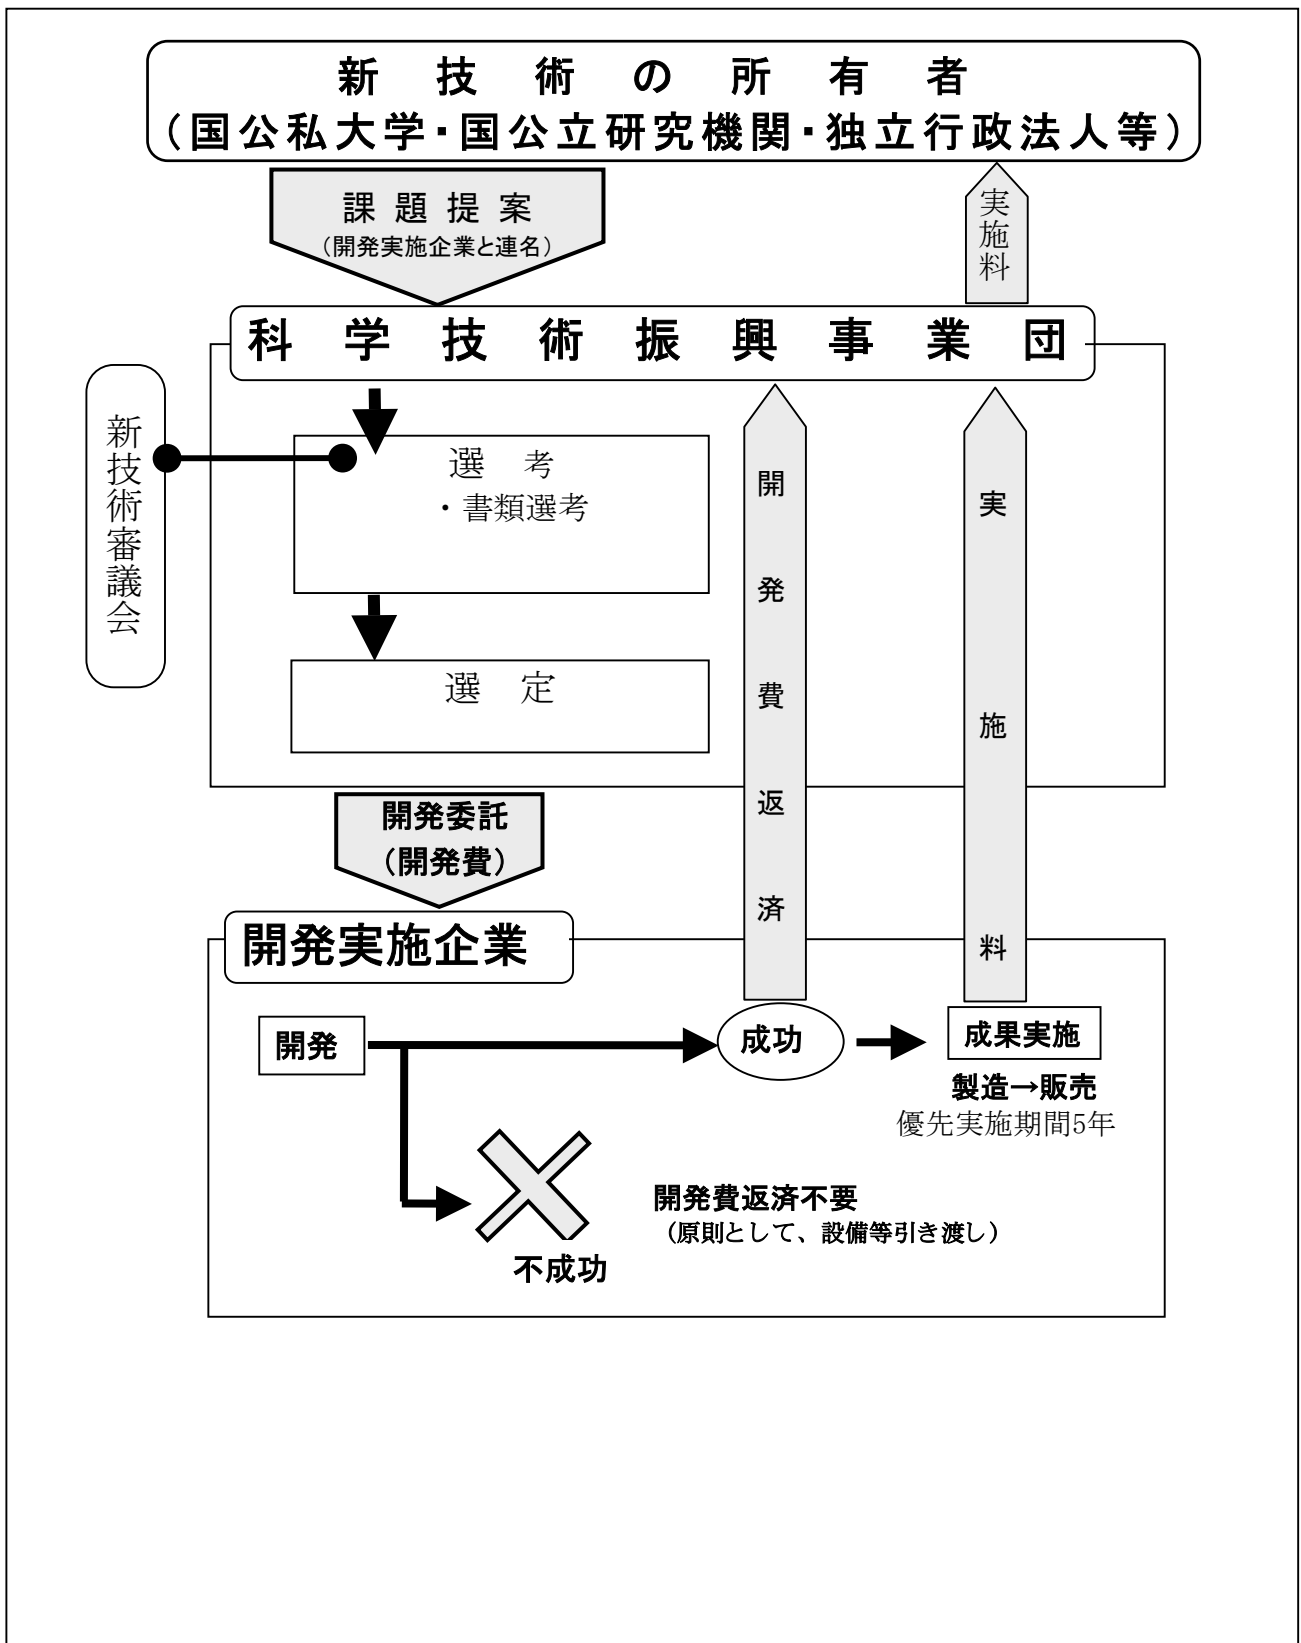 新技術の所有者
（国公私大学・国公立研究機関・独立行政法人等）
課題提案
（開発実施企業と連名）
実施料
科学技術振興事業団
新技術審議会
選考
・書類選考
選定
開発費返済
実施料
開発委託
（開発費）
開発実施企業
開発
成功
成果実施
製造→販売
優先実施期間5年
開発費返済不要
（原則として、設備等引き渡し）
不成功